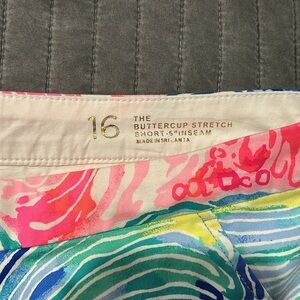 16
THE
BUTTERCUP STRETCH
SHORT-5" INSEAM
MADE IN SRI LANKA